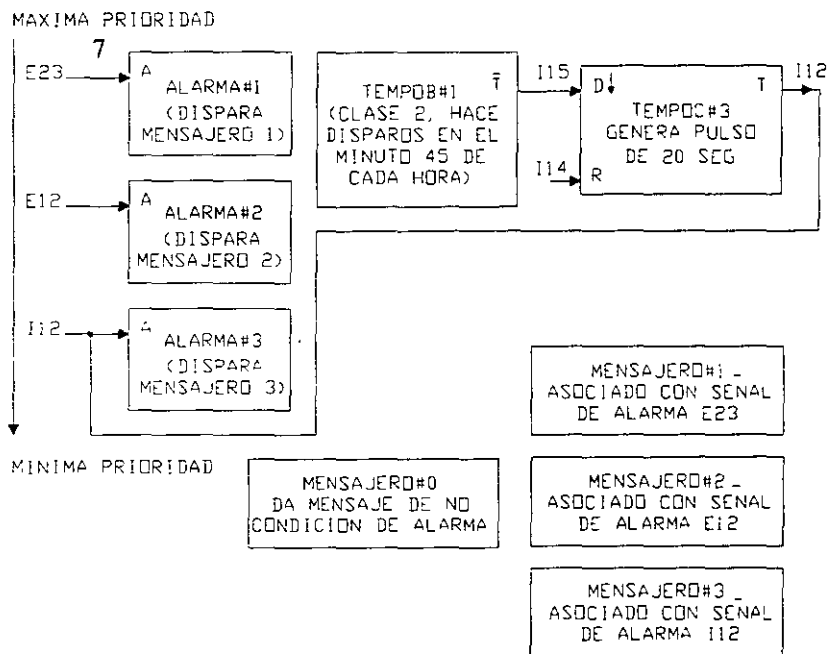 MAXIMA PRIORIDAD
7
E23
A
ALARMA#1
(DISPARA
MENSAJERO 1)
TEMPOB#1
T̅
(CLASE 2, HACE
DISPAROS EN EL
MINUTO 45 DE
CADA HORA)
I15
D↓
T
I12
TEMPOC#3
GENERA PULSO
DE 20 SEG
I14
R
E12
A
ALARMA#2
(DISPARA
MENSAJERO 2)
I12
A
ALARMA#3
(DISPARA
MENSAJERO 3)
MINIMA PRIORIDAD
MENSAJERO#0
DA MENSAJE DE NO
CONDICION DE ALARMA
MENSAJERO#1_
ASOCIADO CON SENAL
DE ALARMA E23
MENSAJERO#2_
ASOCIADO CON SENAL
DE ALARMA E12
MENSAJERO#3_
ASOCIADO CON SENAL
DE ALARMA I12